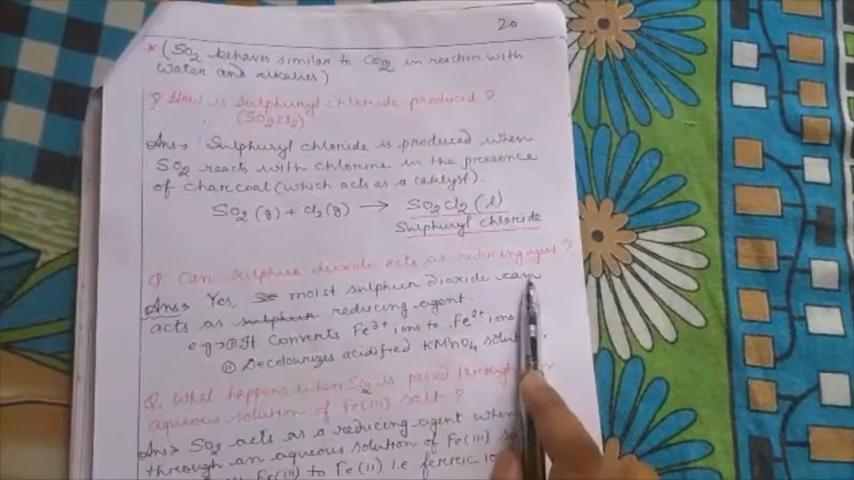 20
* (SO2 behaves similar to CO2 in reaction with
water and alkalies)
Q How is sulphuryl chloride produced ?
(SO2Cl2)
Ans→ Sulphuryl chloride is produced when
SO2 reacts with chlorine in the presence
of charcoal (which acts as a catalyst).
SO2(g) + Cl2(g) → SO2Cl2(l)
Sulphuryl Chloride
Q Can sulphur dioxide acts as reducing agent ?
Ans→ Yes, moist sulphur dioxide can
acts as sulphur reducing agent.
e.g→ ① It converts Fe3+ ions to Fe2+ ions
② Decolourizes acidified KMnO4
Q. What happens when SO2 is passed through
aqueous solution of Fe(III) salt ?
Ans→ SO2 acts as a reducing agent when
through an aqueous solution of Fe(III)
Fe(III) to Fe(II) i.e ferreic